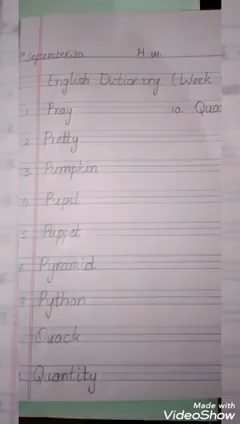 September.20 H.W.
English Dictionary (Week
1. Pray 10. Qua
2. Pretty
3. Pumpkin
4. Pupil
5. Puppet
6. Pyramid
Python
Quack
Quantity
Made with
VideoShow